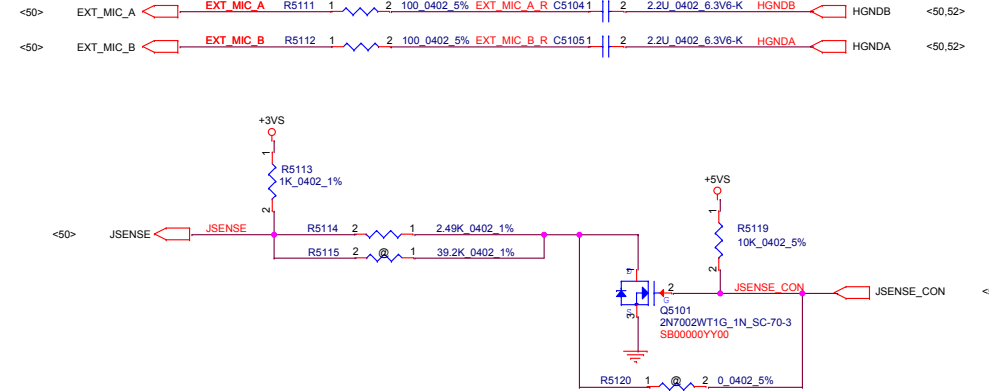 <50> EXT_MIC_A EXT_MIC_A R5111 1 2 100_0402_5% EXT_MIC_A_R C5104 1 2 2.2U_0402_6.3V6-K HGNDB HGNDB <50,52>
<50> EXT_MIC_B EXT_MIC_B R5112 1 2 100_0402_5% EXT_MIC_B_R C5105 1 2 2.2U_0402_6.3V6-K HGNDA HGNDA <50,52>
+3VS
1
R5113
1K_0402_1%
2
+5VS
1
R5119
10K_0402_5%
2
<50> JSENSE JSENSE R5114 2 1 2.49K_0402_1%
R5115 2 @ 1 39.2K_0402_1%
D
1
2
G
S
3
JSENSE_CON JSENSE_CON <
Q5101
2N7002WT1G_1N_SC-70-3
SB00000YY00
R5120 1 @ 2 0_0402_5%